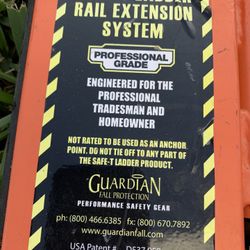 RAIL EXTENSION
SYSTEM
PROFESSIONAL
GRADE
ENGINEERED FOR THE
PROFESSIONAL
TRADESMAN AND
HOMEOWNER
NOT RATED TO BE USED AS AN ANCHOR
POINT. DO NOT TIE OFF TO ANY PART OF
THE SAFE-T LADDER PRODUCT.
GUARDIAN
FALL PROTECTION
PERFORMANCE SAFETY GEAR
ph: (800) 466.6385 fx: (800) 670.7892
www.guardianfall.com
USA Patent#